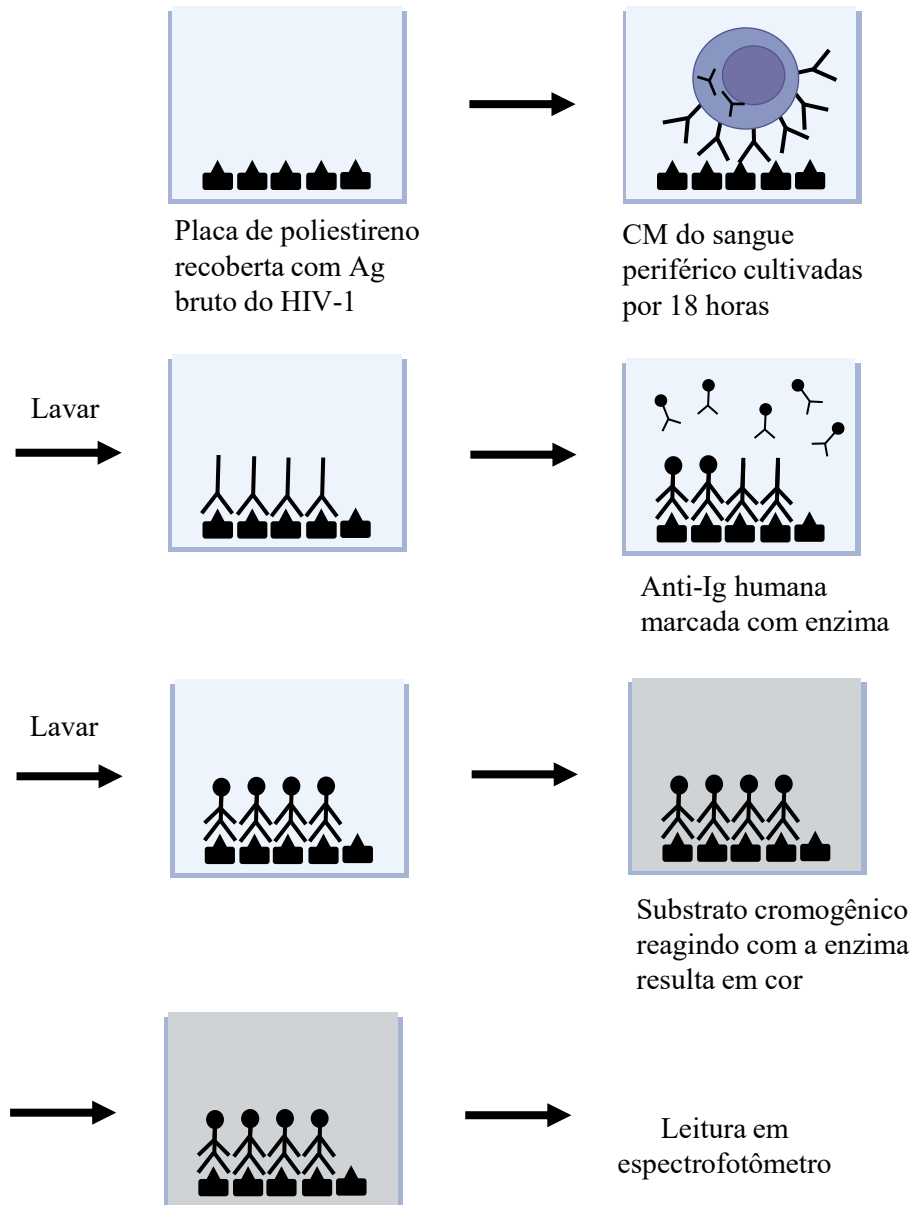 Placa de poliestireno
recoberta com Ag
bruto do HIV-1
CM do sangue
periférico cultivadas
por 18 horas
Lavar
Anti-Ig humana
marcada com enzima
Lavar
Substrato cromogênico
reagindo com a enzima
resulta em cor
Leitura em
espectrofotômetro